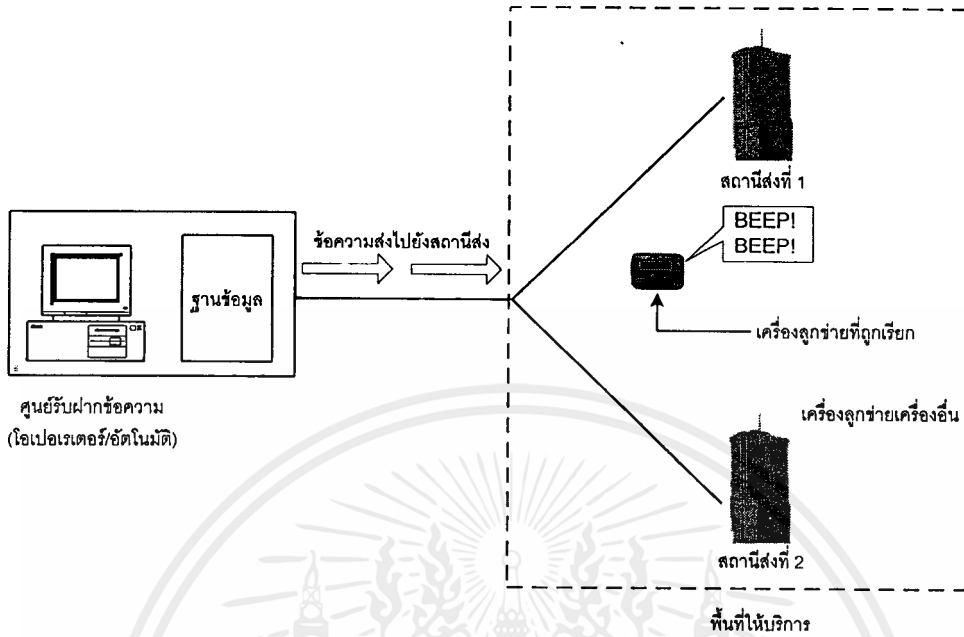 สถานีส่งที่ 1
BEEP!
BEEP!
ข้อความส่งไปยังสถานีส่ง
ฐานข้อมูล
เครื่องลูกข่ายที่ถูกเรียก
ศูนย์รับฝากข้อความ
(โอเปอเรเตอร์/อัตโนมัติ)
เครื่องลูกข่ายเครื่องอื่น
สถานีส่งที่ 2
พื้นที่ให้บริการ